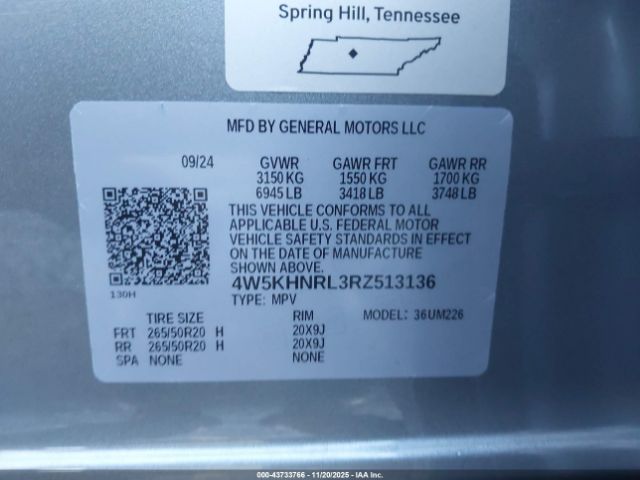 Spring Hill, Tennessee
MFD BY GENERAL MOTORS LLC
09/24 GVWR GAWR FRT GAWR RR
3150 KG 1550 KG 1700 KG
6945 LB 3418 LB 3748 LB
THIS VEHICLE CONFORMS TO ALL
APPLICABLE U.S. FEDERAL MOTOR
VEHICLE SAFETY STANDARDS IN EFFECT
ON THE DATE OF MANUFACTURE
SHOWN ABOVE.
4W5KHNRL3RZ513136
130H
TYPE: MPV
TIRE SIZE RIM MODEL: 36UM226
FRT 265/50R20 H 20X9J
RR 265/50R20 H 20X9J
SPA NONE NONE
000-43733766 - 11/20/2025 - IAA Inc.